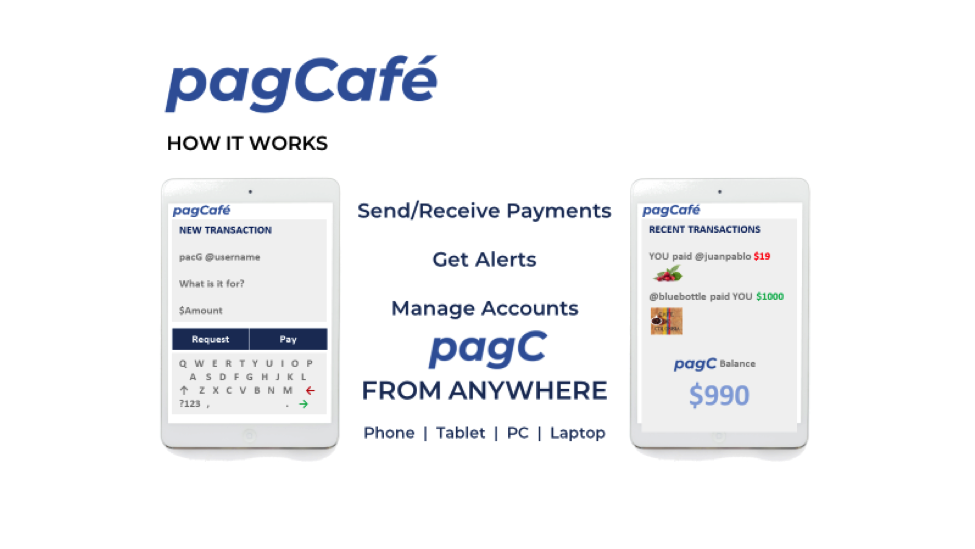 pagCafé
HOW IT WORKS
pagCafé
NEW TRANSACTION
pacG @username
What is it for?
$Amount
Request Pay
Q W E R T Y U I O P
A S D F G H J K L
↑ Z X C V B N M ←
?123 , . →
Send/Receive Payments
Get Alerts
Manage Accounts
pagC
FROM ANYWHERE
Phone | Tablet | PC | Laptop
pagCafé
RECENT TRANSACTIONS
YOU paid @juanpablo $19
@bluebottle paid YOU $1000
pagC Balance
$990